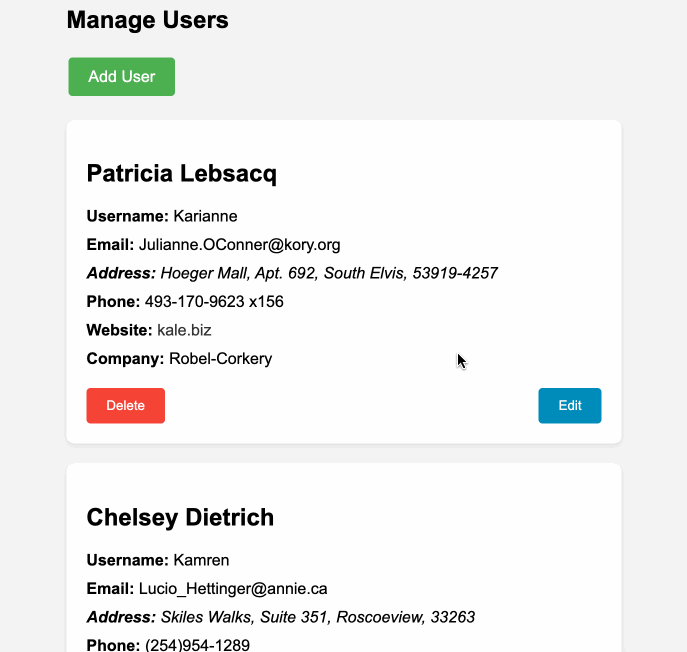 Manage Users
Add User
Patricia Lebsacq
Username: Karianne
Email: Julianne.OConner@kory.org
Address: Hoeger Mall, Apt. 692, South Elvis, 53919-4257
Phone: 493-170-9623 x156
Website: kale.biz
Company: Robel-Corkery
Delete
Edit
Chelsey Dietrich
Username: Kamren
Email: Lucio_Hettinger@annie.ca
Address: Skiles Walks, Suite 351, Roscoeview, 33263
Phone: (254)954-1289